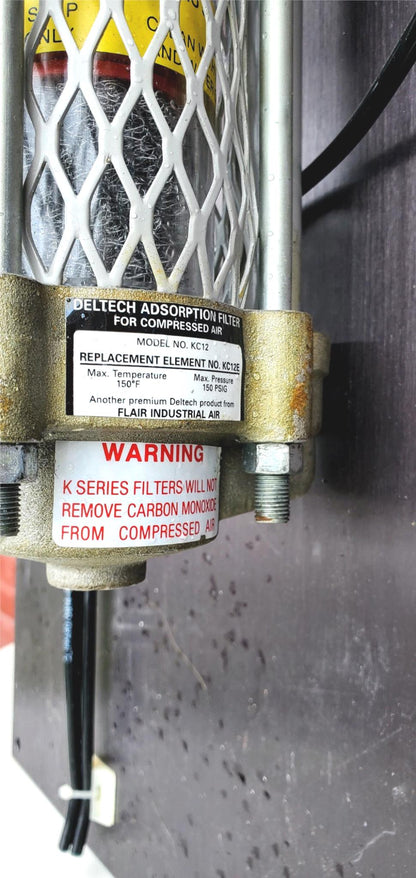 ONLY
DELTECH ADSORPTION FILTER
FOR COMPRESSED AIR
MODEL NO. KC12
REPLACEMENT ELEMENT NO. KC12E
Max. Temperature Max. Pressure
150°F 150 PSIG
Another premium Deltech product from
FLAIR INDUSTRIAL AIR
WARNING
K SERIES FILTERS WILL NOT
REMOVE CARBON MONOXIDE
FROM COMPRESSED AIR